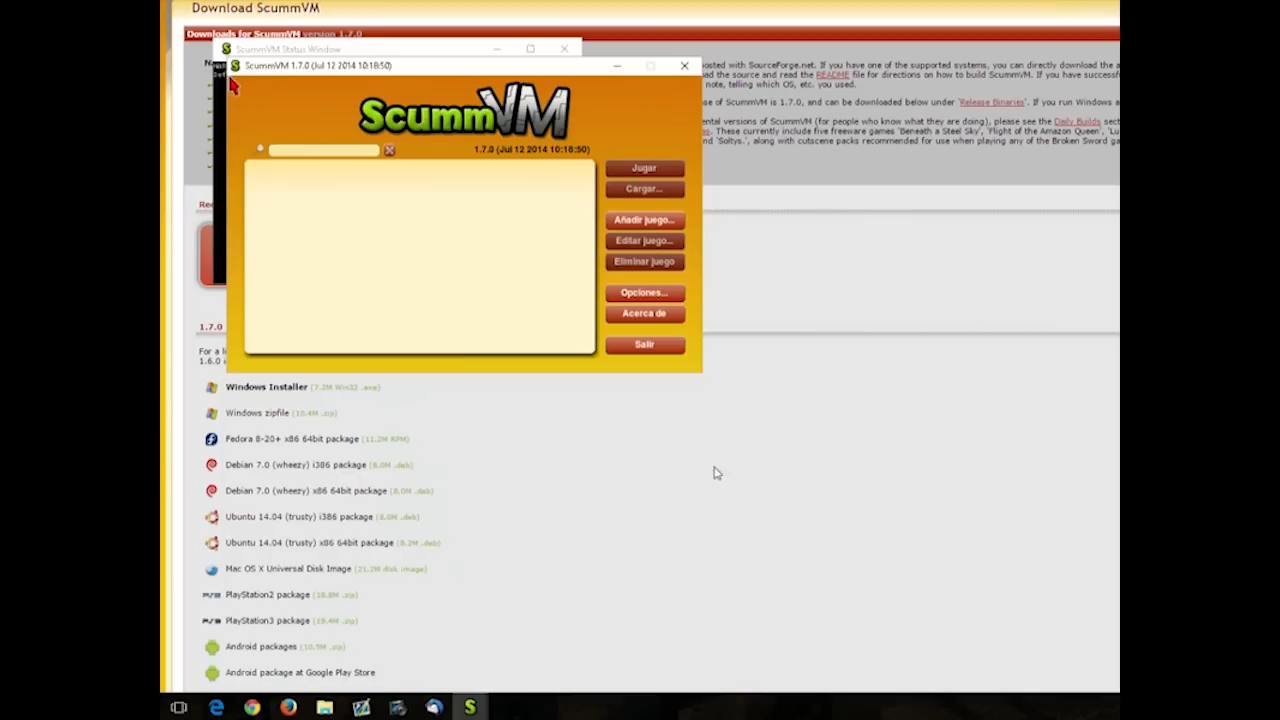 Download ScummVM
Downloads for ScummVM version 1.7.0
ScummVM Status Window
ScummVM 1.7.0 (Jul 12 2014 10:18:50)
osted with SourceForge.net. If you have one of the supported systems, you can directly download the a
ad the source and read the README file for directions on how to build ScummVM. If you have successf
note, telling which OS, etc. you used.
ScummVM
se of ScummVM is 1.7.0, and can be downloaded below under 'Release Binaries'. If you run Windows a
ental versions of ScummVM (for people who know what they are doing), please see the Daily Builds sect
s. These currently include five freeware games 'Beneath a Steel Sky', 'Flight of the Amazon Queen', 'Lu
nd 'Soltys.', along with cutscene packs recommended for use when playing any of the Broken Sword ga
1.7.0 (Jul 12 2014 10:18:50)
Jugar
Cargar...
Rec
Añadir juego...
Editar juego...
Eliminar juego
Opciones...
Acerca de
1.7.0
Salir
For a li
1.6.0 i
Windows Installer (7.2M Win32 .exe)
Windows zipfile (10.4M .zip)
Fedora 8-20+ x86 64bit package (11.2M RPM)
Debian 7.0 (wheezy) i386 package (8.0M .deb)
Debian 7.0 (wheezy) x86 64bit package (8.0M .deb)
Ubuntu 14.04 (trusty) i386 package (8.0M .deb)
Ubuntu 14.04 (trusty) x86 64bit package (8.2M .deb)
Mac OS X Universal Disk Image (21.2M disk image)
PlayStation2 package (18.8M .zip)
PlayStation3 package (19.4M .zip)
Android packages (10.5M .zip)
Android package at Google Play Store